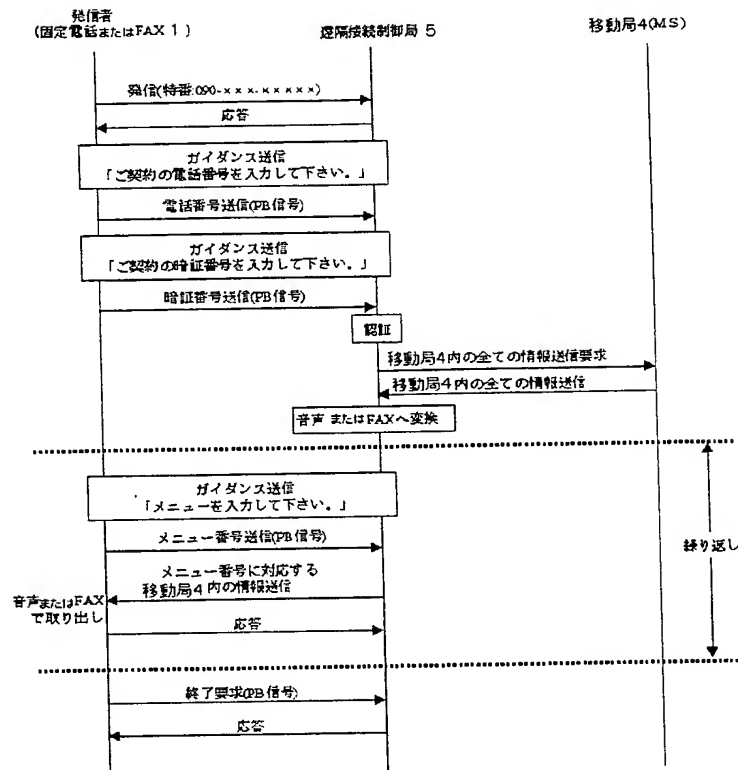 発信者
(固定電話またはFAX 1)
遠隔接続制御局 5
移動局4(MS)
発信(特番:090-×××-×××××)
応答
ガイダンス送信
「ご契約の電話番号を入力して下さい。」
電話番号送信(PB信号)
ガイダンス送信
「ご契約の暗証番号を入力して下さい。」
暗証番号送信(PB信号)
認証
移動局4内の全ての情報送信要求
移動局4内の全ての情報送信
音声 またはFAXへ変換
ガイダンス送信
「メニューを入力して下さい。」
メニュー番号送信(PB信号)
繰り返し
メニュー番号に対応する
移動局4内の情報送信
音声またはFAX
で取り出し
応答
終了要求(PB信号)
応答